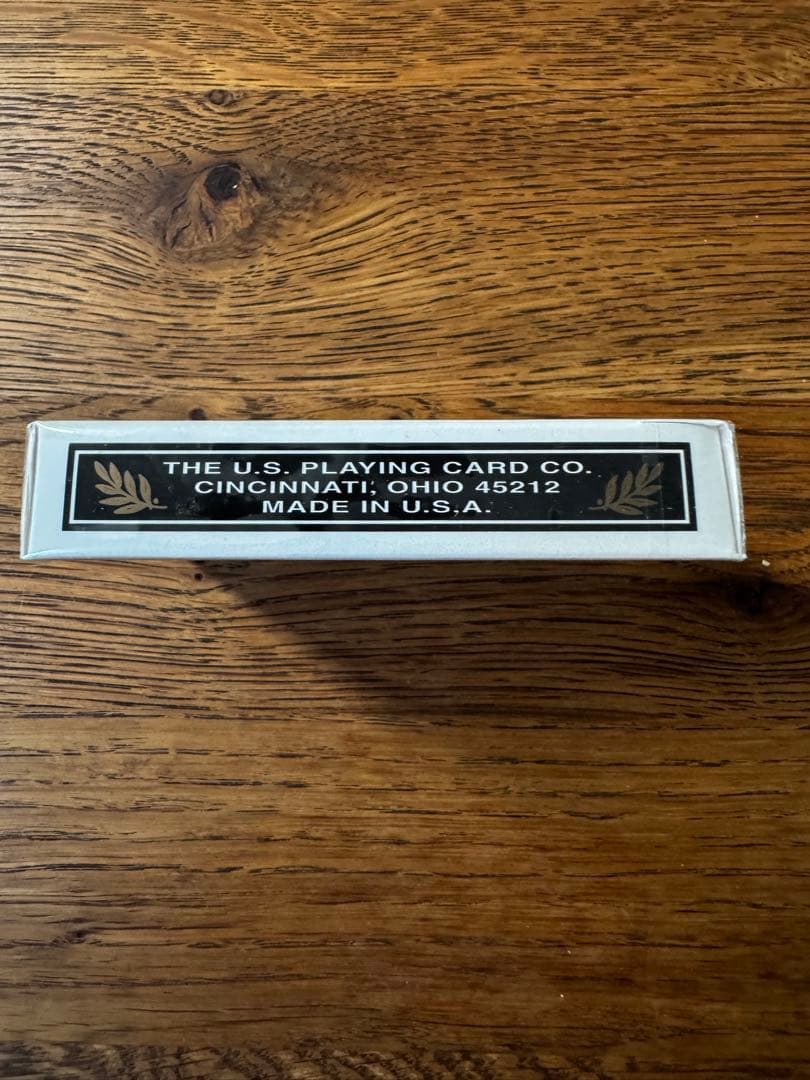 THE U.S. PLAYING CARD CO.
CINCINNATI, OHIO 45212
MADE IN U.S.A.